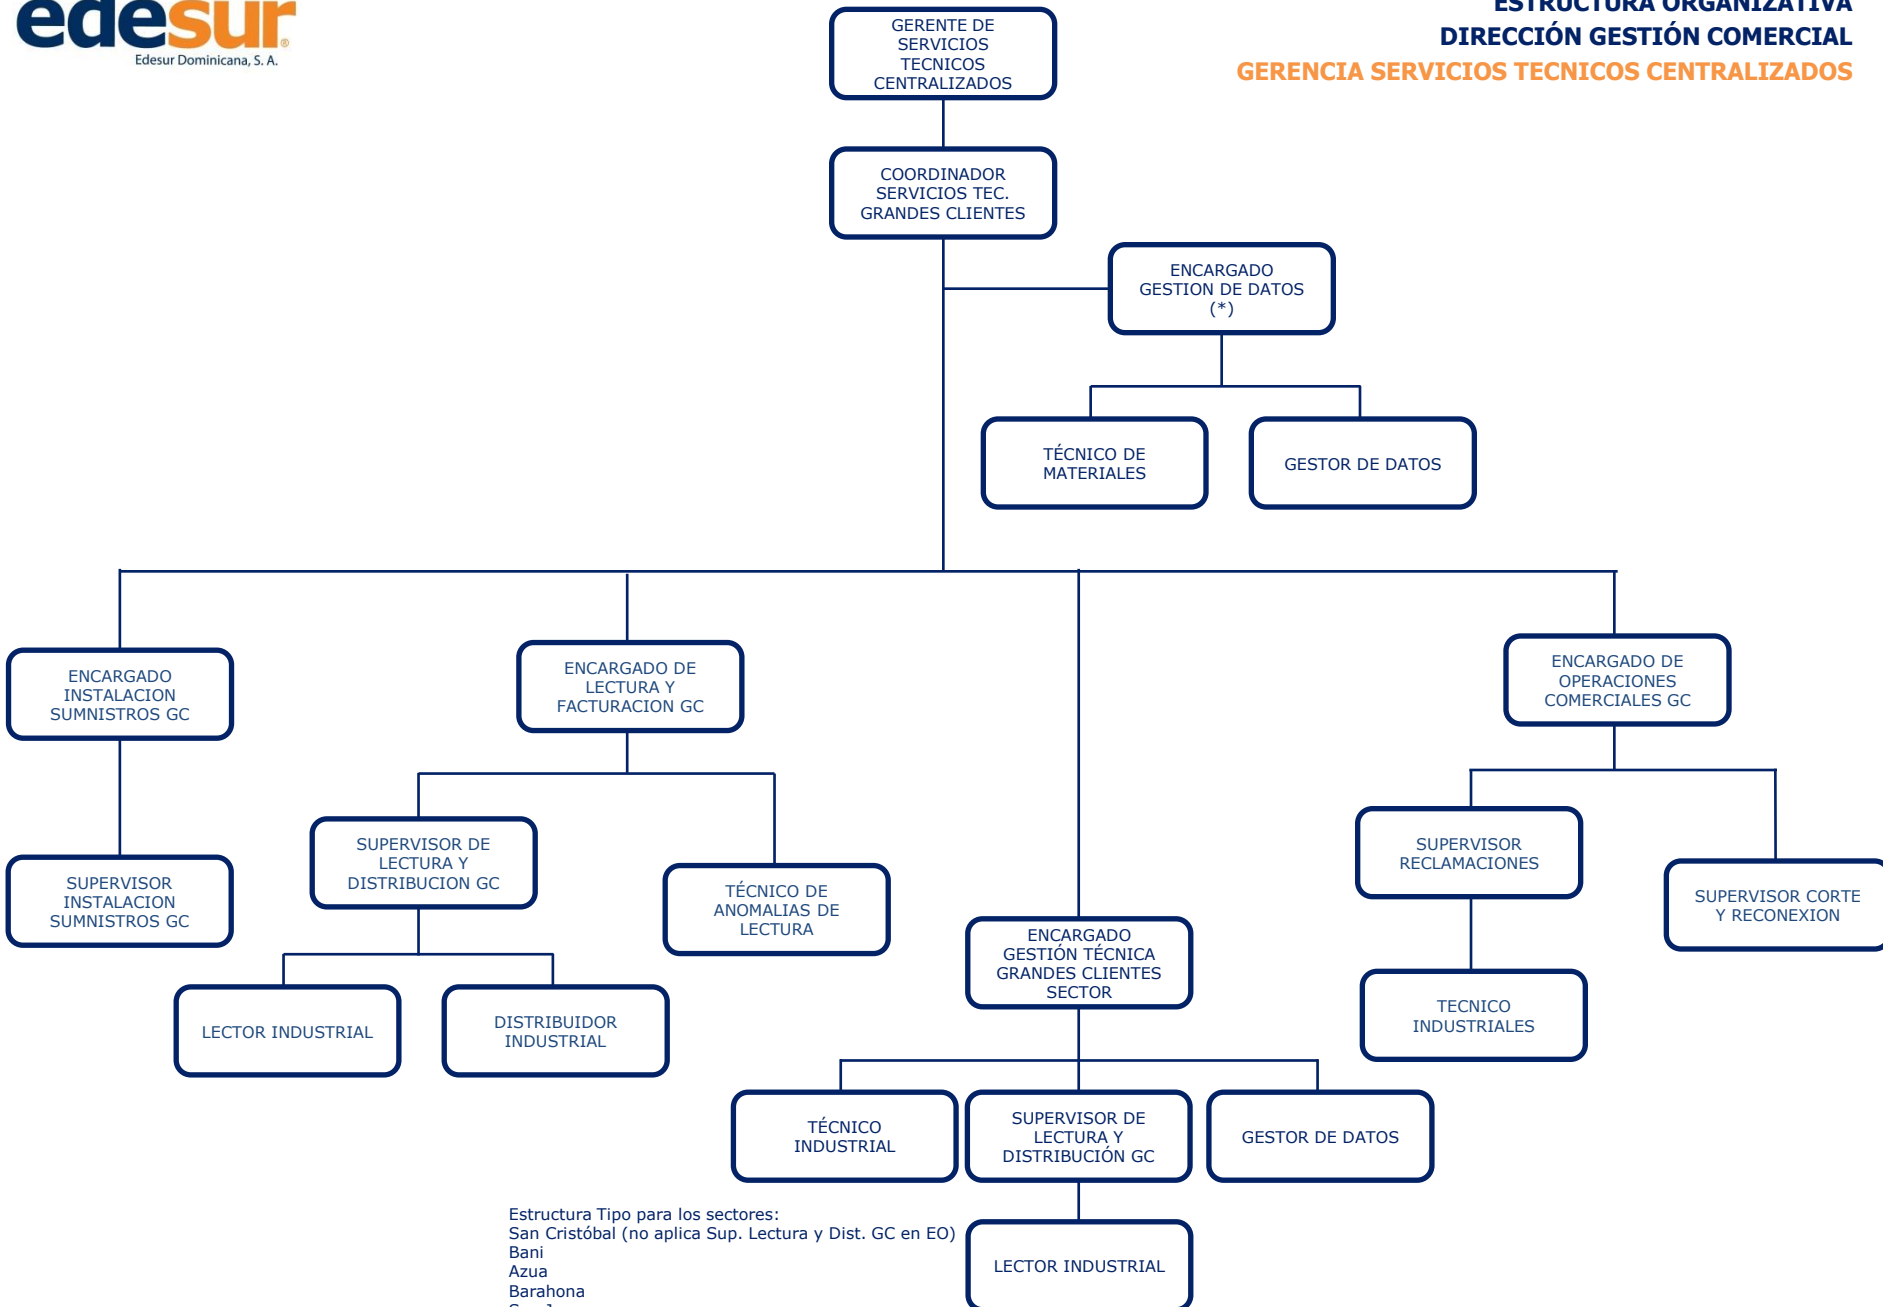 edesur
Edesur Dominicana, S. A.
ESTRUCTURA ORGANIZATIVA
DIRECCIÓN GESTIÓN COMERCIAL
GERENCIA SERVICIOS TECNICOS CENTRALIZADOS
GERENTE DE
SERVICIOS
TECNICOS
CENTRALIZADOS
COORDINADOR
SERVICIOS TEC.
GRANDES CLIENTES
ENCARGADO
GESTION DE DATOS
(*)
TÉCNICO DE
MATERIALES
GESTOR DE DATOS
ENCARGADO
INSTALACION
SUMNISTROS GC
ENCARGADO DE
LECTURA Y
FACTURACION GC
ENCARGADO DE
OPERACIONES
COMERCIALES GC
SUPERVISOR
INSTALACION
SUMNISTROS GC
SUPERVISOR DE
LECTURA Y
DISTRIBUCION GC
TÉCNICO DE
ANOMALIAS DE
LECTURA
ENCARGADO
GESTIÓN TÉCNICA
GRANDES CLIENTES
SECTOR
SUPERVISOR
RECLAMACIONES
SUPERVISOR CORTE
Y RECONEXION
LECTOR INDUSTRIAL
DISTRIBUIDOR
INDUSTRIAL
TECNICO
INDUSTRIALES
TÉCNICO
INDUSTRIAL
SUPERVISOR DE
LECTURA Y
DISTRIBUCIÓN GC
GESTOR DE DATOS
LECTOR INDUSTRIAL
Estructura Tipo para los sectores:
San Cristóbal (no aplica Sup. Lectura y Dist. GC en EO)
Bani
Azua
Barahona